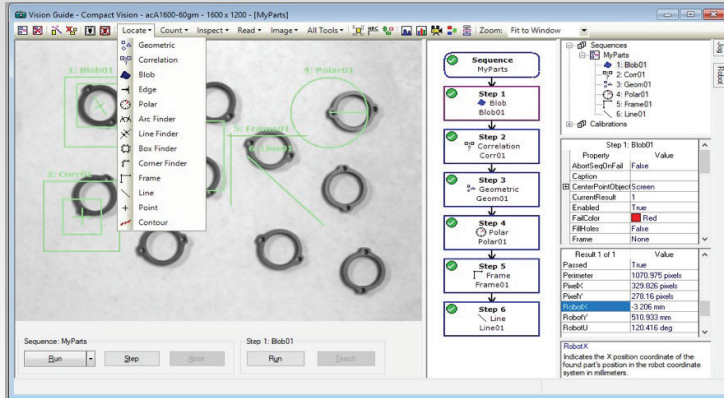 Vision Guide - Compact Vision - acA1600-60gm - 1600 x 1200 - [MyParts]
Locate Count Inspect Read Image All Tools Zoom: Fit to Window
Geometric
Correlation
Blob
Edge
Polar
Arc Finder
Line Finder
Box Finder
Corner Finder
Frame
Line
Point
Contour
1: Blob01
4: Polar01
5: Frame01
6: Line01
2: Corr01
Sequence
MyParts
Step 1
Blob
Blob01
Step 2
Correlation
Corr01
Step 3
Geometric
Geom01
Step 4
Polar
Polar01
Step 5
Frame
Frame01
Step 6
Line
Line01
Sequences
MyParts
1: Blob01
2: Corr01
3: Geom01
4: Polar01
5: Frame01
6: Line01
Calibrations
Jog
Robot
Step 1: Blob01
Property Value
AbortSeqOnFail False
Caption
CenterPointObject Screen
CurrentResult 1
Enabled True
FailColor Red
FillHoles False
Frame None
Result 1 of 1 Value
Passed True
Perimeter 1070.975 pixels
PixelX 329.826 pixels
PixelY 278.16 pixels
RobotX -3.206 mm
RobotY 510.933 mm
RobotU 120.416 deg
RobotX
Indicates the X position coordinate of the
found part's position in the robot coordinate
system in millimeters.
Sequence: MyParts
Run Step Abort
Step 1: Blob01
Run Teach